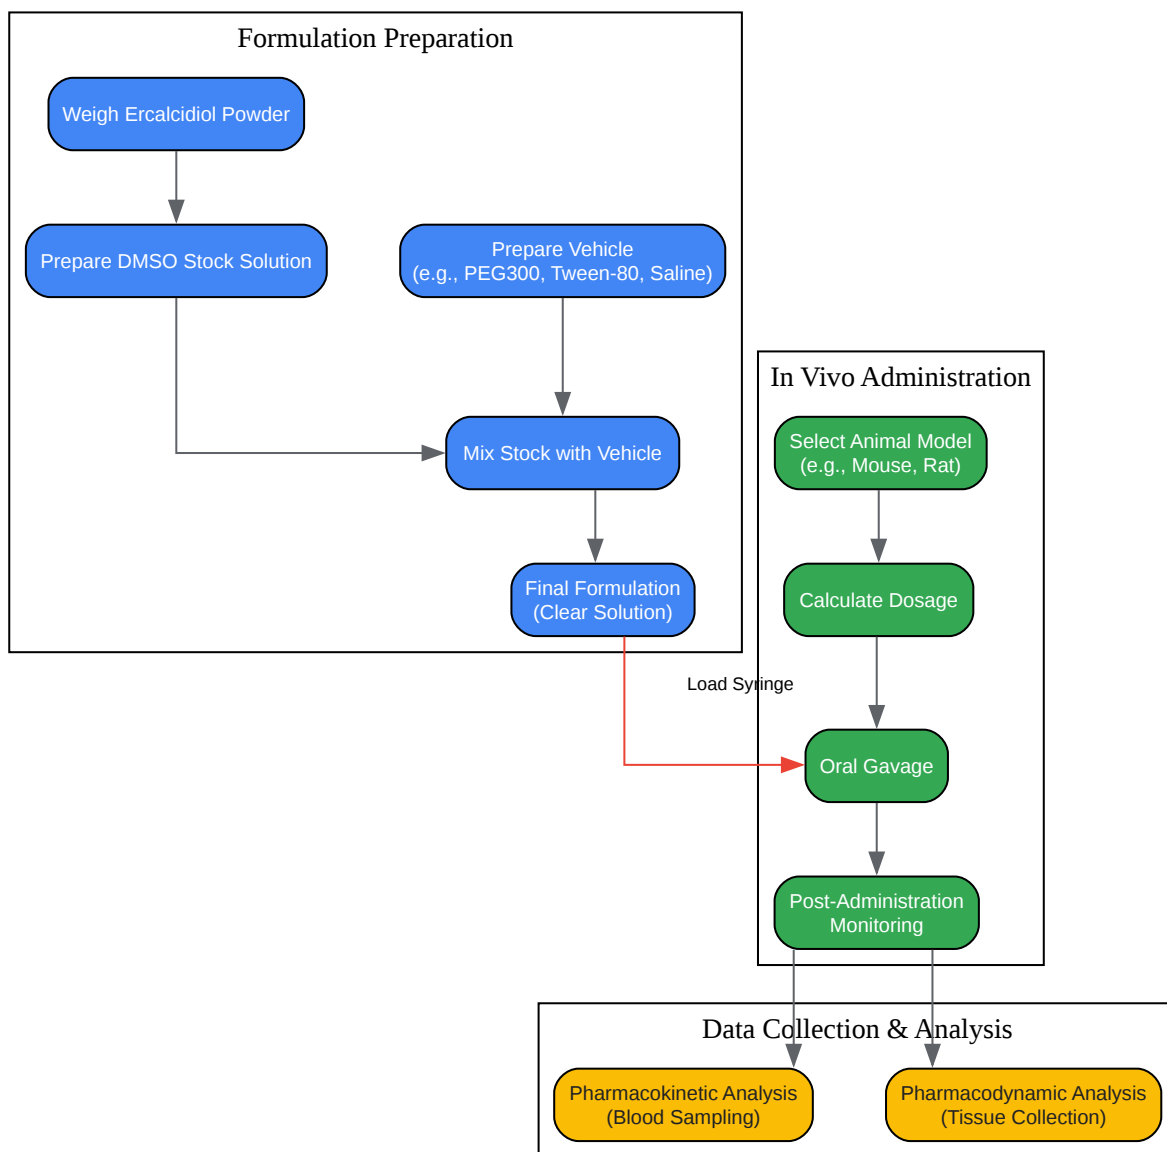 Formulation Preparation
Weigh Ercalcidiol Powder
Prepare DMSO Stock Solution
Prepare Vehicle
(e.g., PEG300, Tween-80, Saline)
Mix Stock with Vehicle
Final Formulation
(Clear Solution)
Load Syringe
In Vivo Administration
Select Animal Model
(e.g., Mouse, Rat)
Calculate Dosage
Oral Gavage
Post-Administration
Monitoring
Data Collection & Analysis
Pharmacokinetic Analysis
(Blood Sampling)
Pharmacodynamic Analysis
(Tissue Collection)